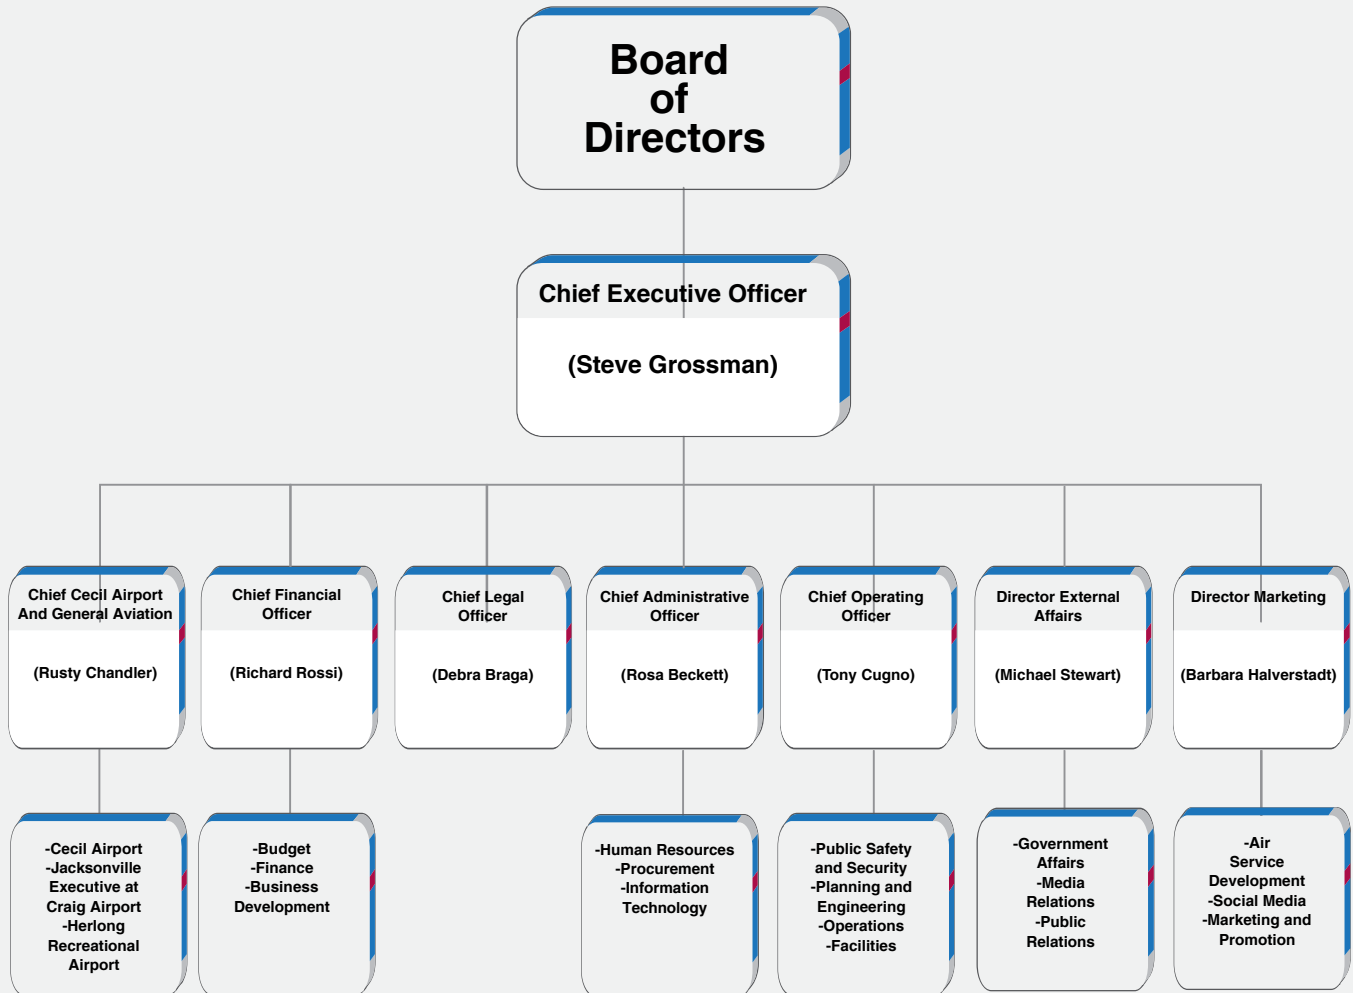 Board
of
Directors
Chief Executive Officer
(Steve Grossman)
Chief Cecil Airport
And General Aviation
(Rusty Chandler)
Chief Financial
Officer
(Richard Rossi)
Chief Legal
Officer
(Debra Braga)
Chief Administrative
Officer
(Rosa Beckett)
Chief Operating
Officer
(Tony Cugno)
Director External
Affairs
(Michael Stewart)
Director Marketing
(Barbara Halverstadt)
-Cecil Airport
-Jacksonville
Executive at
Craig Airport
-Herlong
Recreational
Airport
-Budget
-Finance
-Business
Development
-Human Resources
-Procurement
-Information
Technology
-Public Safety
and Security
-Planning and
Engineering
-Operations
-Facilities
-Government
Affairs
-Media
Relations
-Public
Relations
-Air
Service
Development
-Social Media
-Marketing and
Promotion